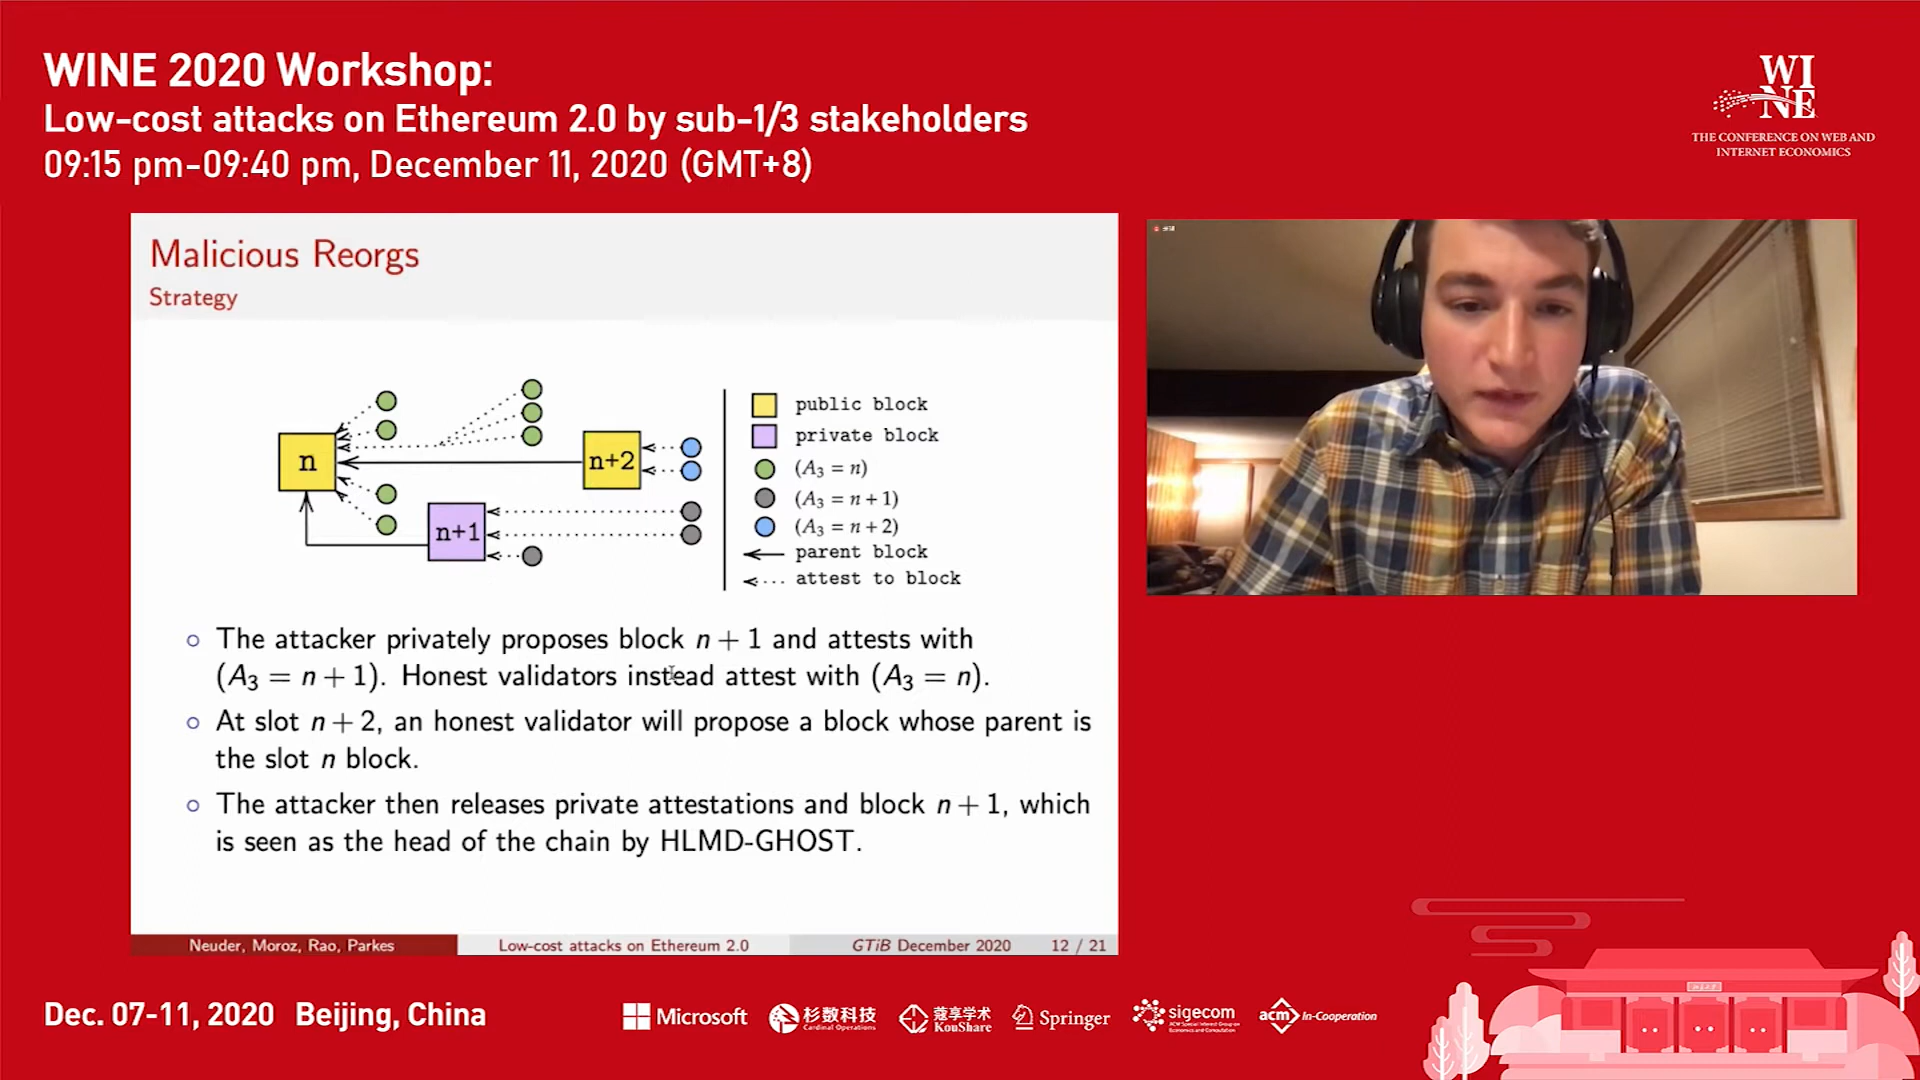 WINE 2020 Workshop:
Low-cost attacks on Ethereum 2.0 by sub-1/3 stakeholders
09:15 pm-09:40 pm, December 11, 2020 (GMT+8)
WI
NE
THE CONFERENCE ON WEB AND
INTERNET ECONOMICS
Malicious Reorgs
Strategy
n
n+2
n+1
public block
private block
(A₃ = n)
(A₃ = n + 1)
(A₃ = n + 2)
parent block
attest to block
The attacker privately proposes block n + 1 and attests with
(A₃ = n + 1). Honest validators instead attest with (A₃ = n).
At slot n + 2, an honest validator will propose a block whose parent is
the slot n block.
The attacker then releases private attestations and block n + 1, which
is seen as the head of the chain by HLMD-GHOST.
Neuder, Moroz, Rao, Parkes
Low-cost attacks on Ethereum 2.0
GTiB December 2020
12 / 21
Dec. 07-11, 2020 Beijing, China
Microsoft
杉数科技
Cardinal Operations
蔻享学术
KouShare
Springer
sigecom
acm In-Cooperation